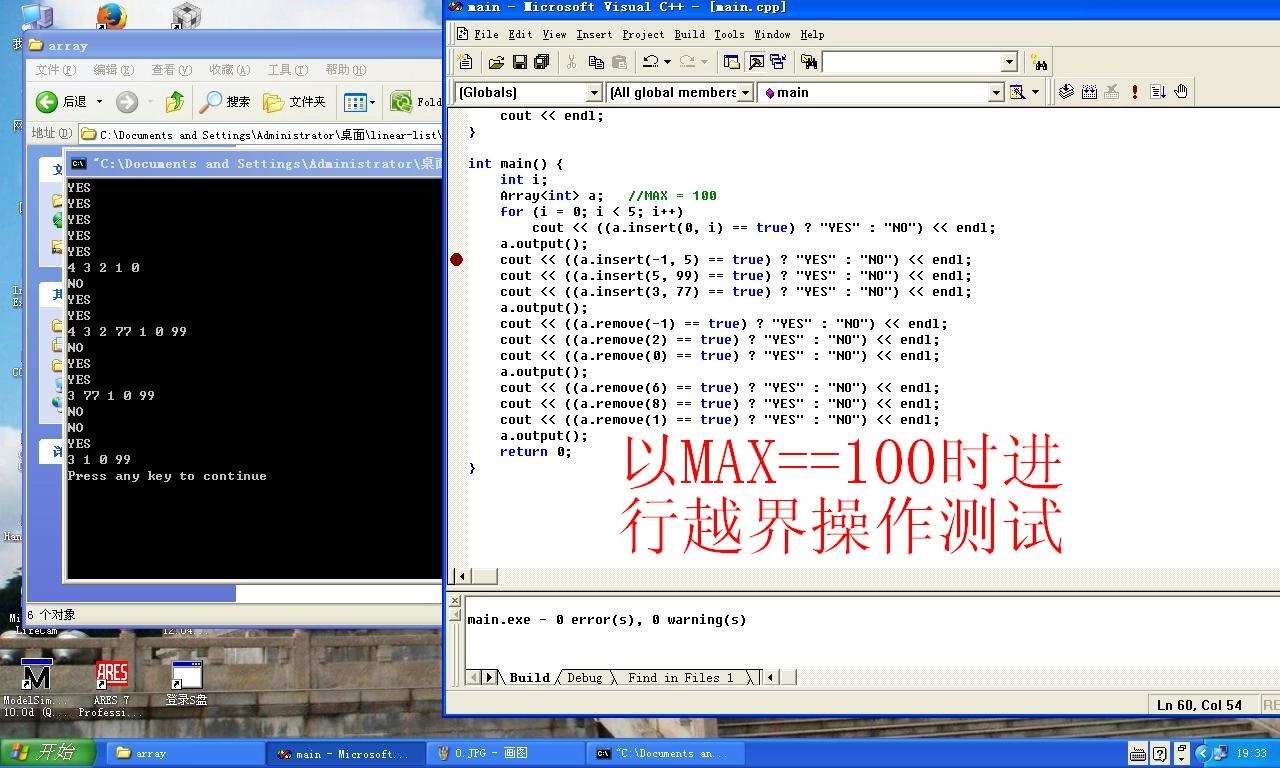 main - Microsoft Visual C++ - [main.cpp]
array
File Edit View Insert Project Build Tools Window Help
文件(F) 编辑(E) 查看(V) 收藏(A) 工具(T) 帮助(H)
[Globals] [All global members main
后退 搜索 文件夹
地址(D) C:\Documents and Settings\Administrator\桌面\linear-list\
"C:\Documents and Settings\Administrator\桌面
YES
YES
YES
YES
YES
4 3 2 1 0
NO
YES
YES
4 3 2 77 1 0 99
NO
YES
YES
3 77 1 0 99
NO
NO
YES
3 1 0 99
Press any key to continue
cout << endl;
}
int main() {
int i;
Array<int> a; //MAX = 100
for (i = 0; i < 5; i++)
cout << ((a.insert(0, i) == true) ? "YES" : "NO") << endl;
a.output();
cout << ((a.insert(-1, 5) == true) ? "YES" : "NO") << endl;
cout << ((a.insert(5, 99) == true) ? "YES" : "NO") << endl;
cout << ((a.insert(3, 77) == true) ? "YES" : "NO") << endl;
a.output();
cout << ((a.remove(-1) == true) ? "YES" : "NO") << endl;
cout << ((a.remove(2) == true) ? "YES" : "NO") << endl;
cout << ((a.remove(0) == true) ? "YES" : "NO") << endl;
a.output();
cout << ((a.remove(6) == true) ? "YES" : "NO") << endl;
cout << ((a.remove(8) == true) ? "YES" : "NO") << endl;
cout << ((a.remove(1) == true) ? "YES" : "NO") << endl;
a.output();
return 0;
}
以MAX==100时进
行越界操作测试
6 个对象
main.exe - 0 error(s), 0 warning(s)
Build Debug Find in Files 1
Ln 60, Col 54
LifeCam
ModelSim...
10.0d (Q...
ARES 7
Professi...
登录S盘
开始 array main - Microsoft... 0.JPG - 画图 "C:\Documents an... 19:33